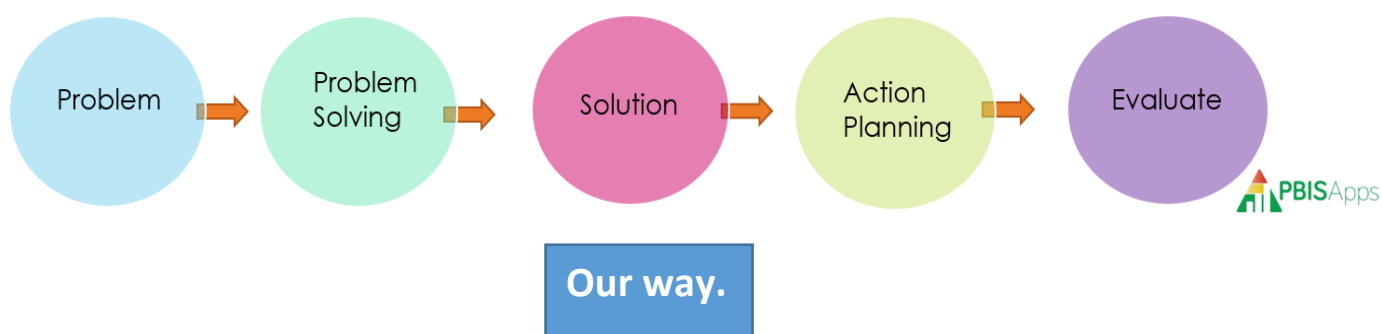 Problem
Problem
Solving
Solution
Action
Planning
Evaluate
PBISApps
Our way.